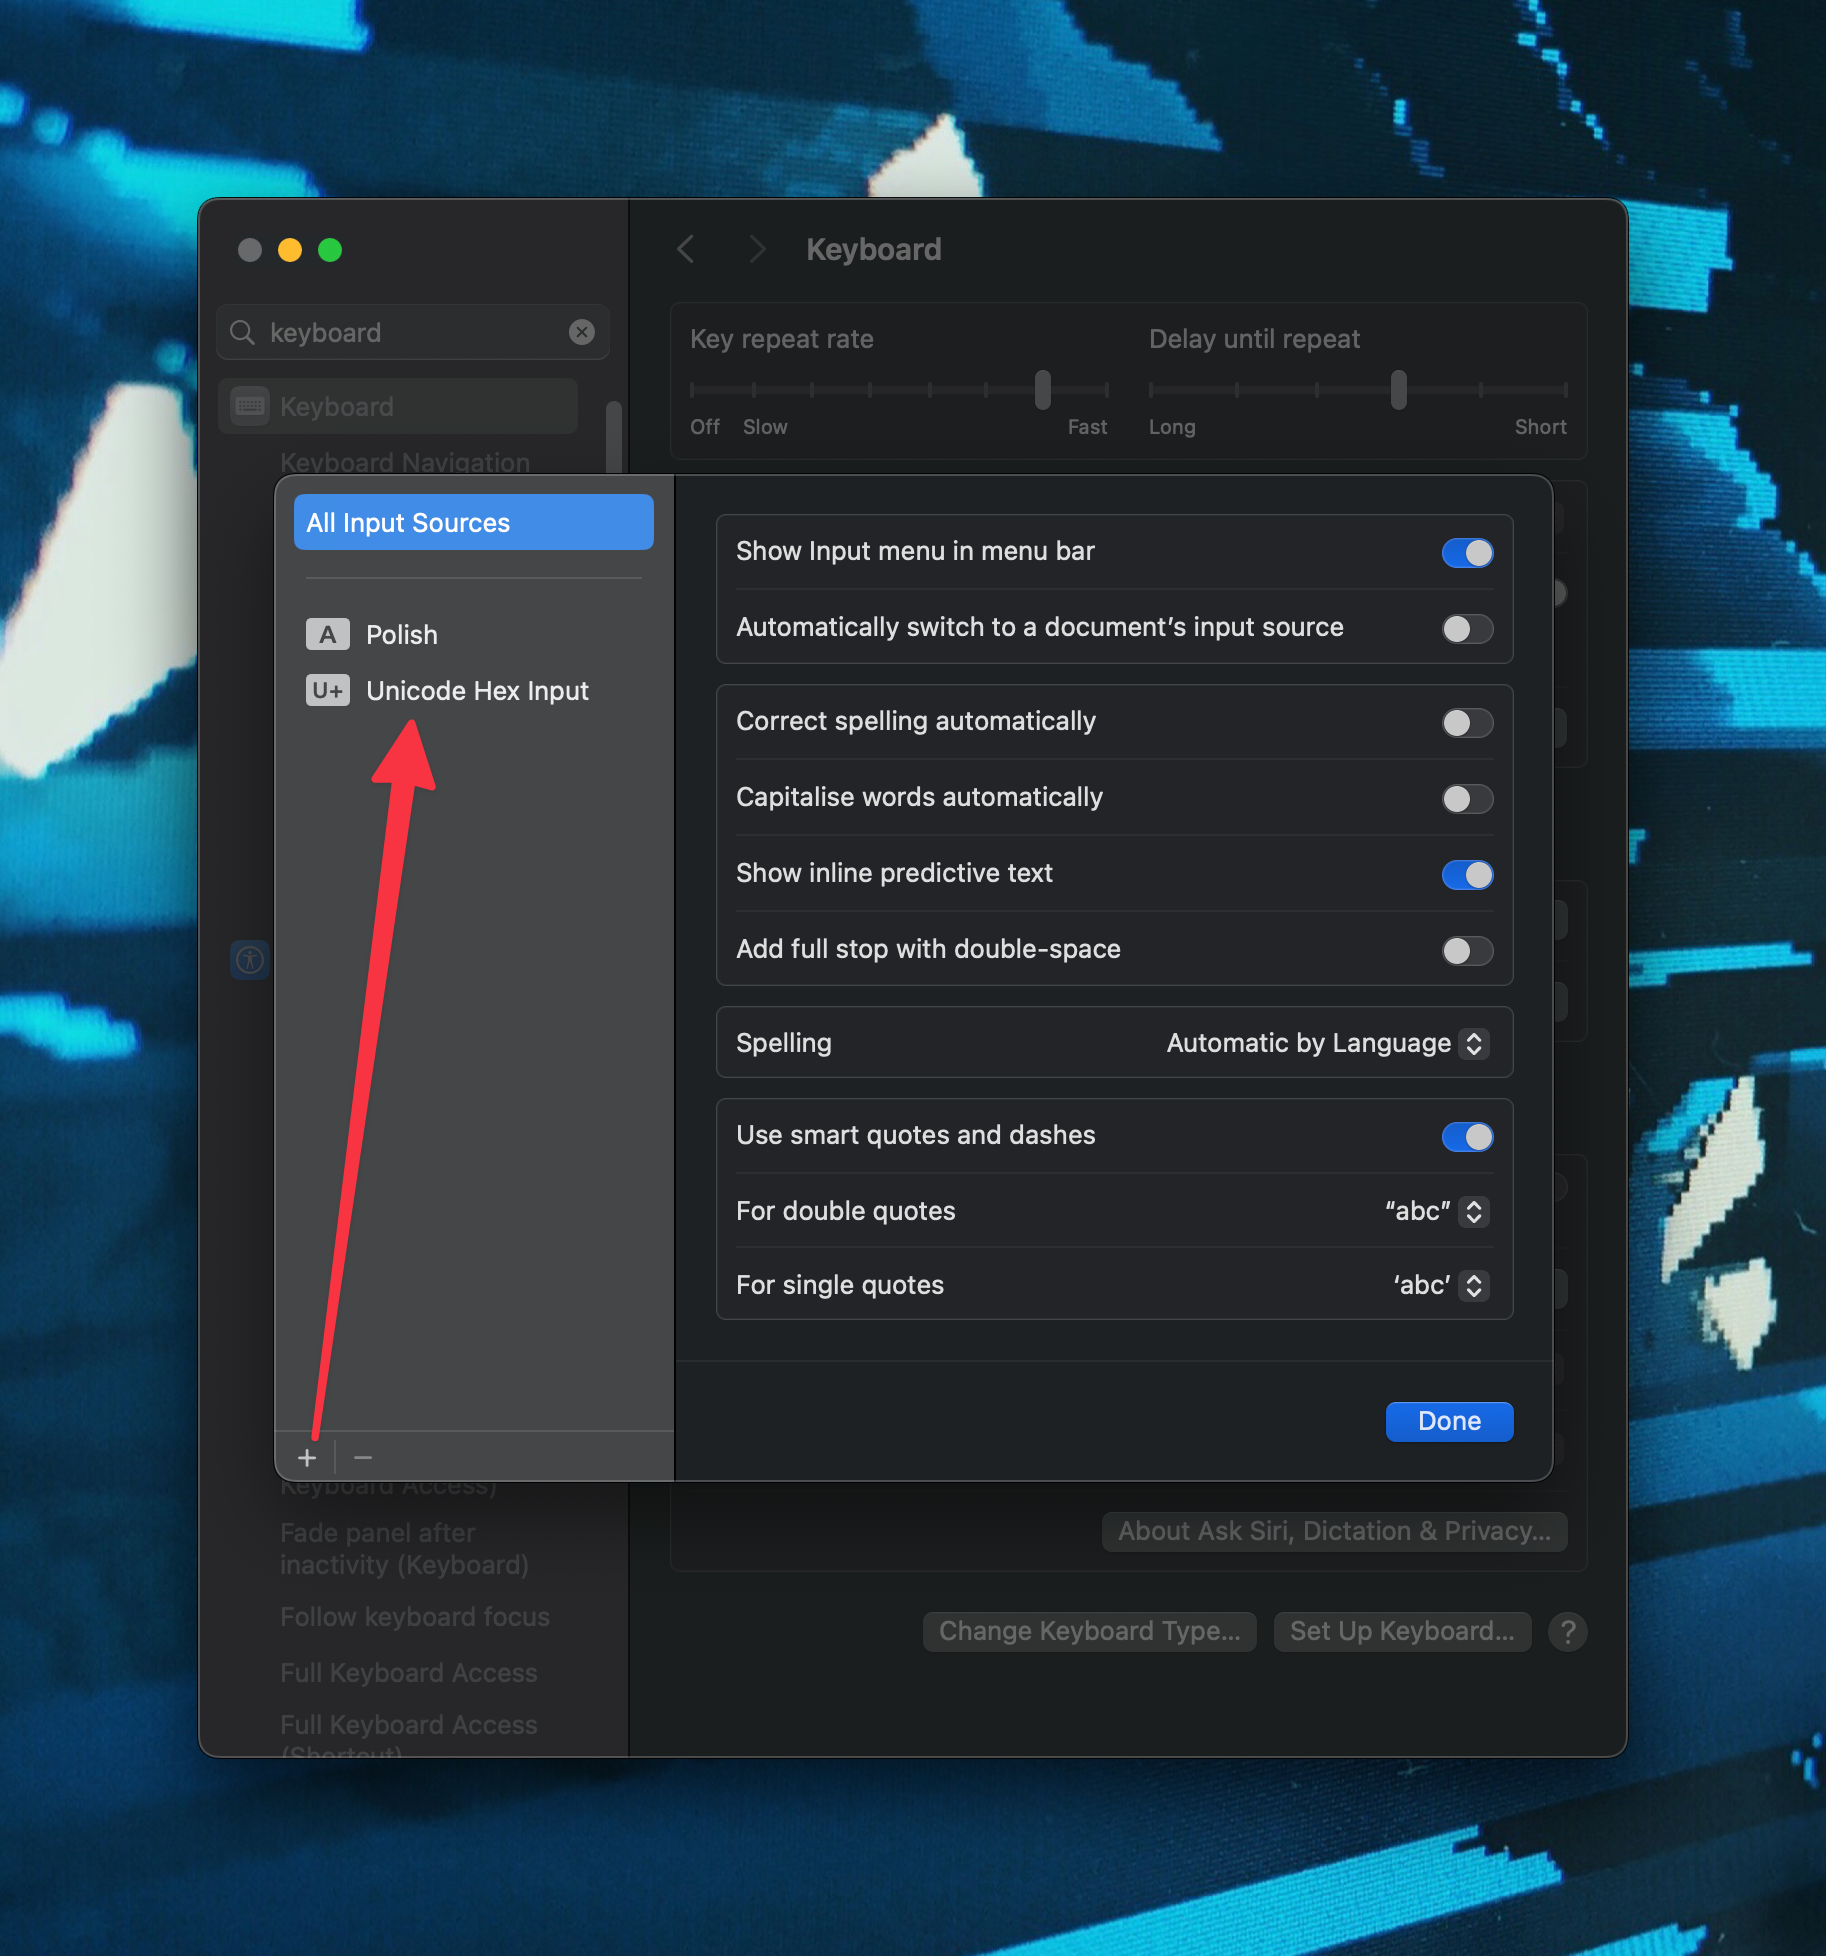 Keyboard
keyboard
Keyboard
Keyboard Navigation
Key repeat rate
Delay until repeat
Off Slow Fast
Long Short
All Input Sources
A Polish
U+ Unicode Hex Input
Show Input menu in menu bar
Automatically switch to a document’s input source
Correct spelling automatically
Capitalise words automatically
Show inline predictive text
Add full stop with double-space
Spelling Automatic by Language
Use smart quotes and dashes
For double quotes “abc”
For single quotes ‘abc’
Done
+ −
Keyboard Access)
Fade panel after
inactivity (Keyboard)
Follow keyboard focus
Full Keyboard Access
Full Keyboard Access
(Shortcut)
About Ask Siri, Dictation & Privacy...
Change Keyboard Type...
Set Up Keyboard...
?